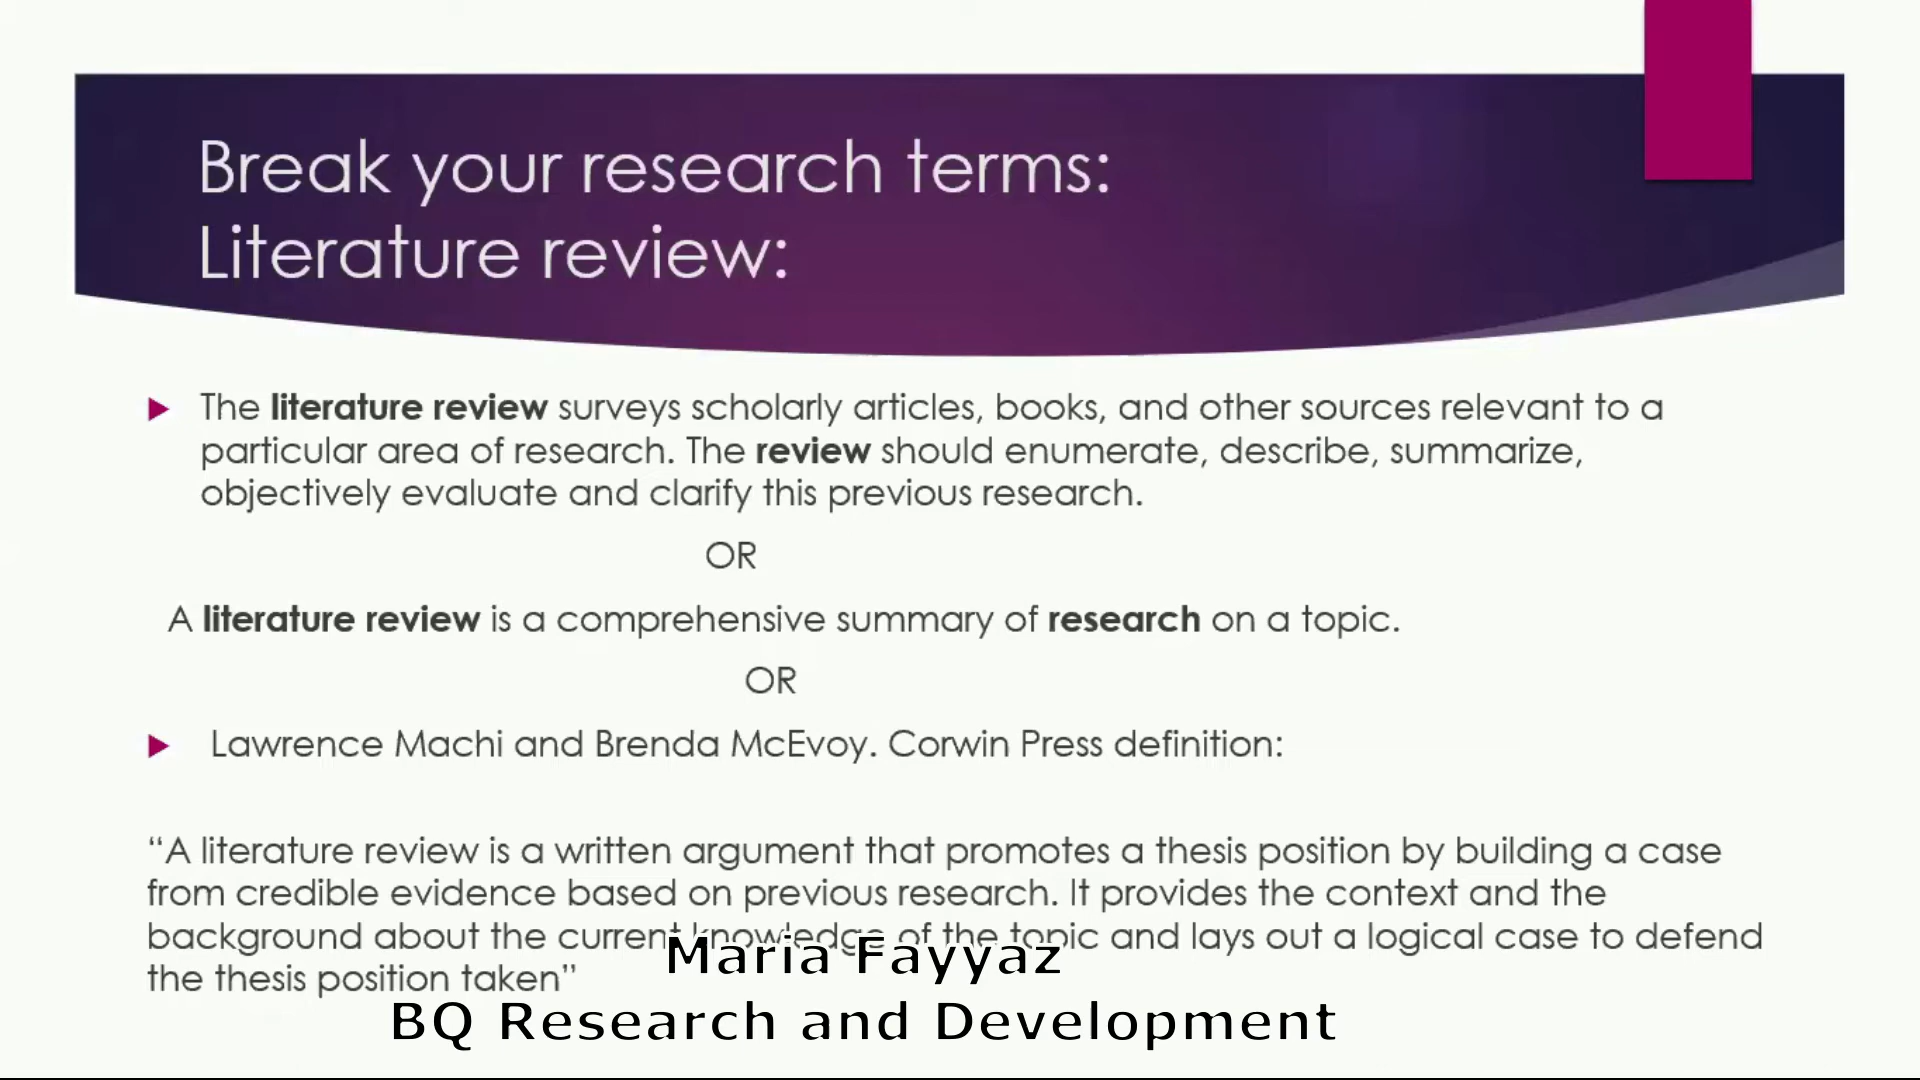 Break your research terms:
Literature review:
The literature review surveys scholarly articles, books, and other sources relevant to a
particular area of research. The review should enumerate, describe, summarize,
objectively evaluate and clarify this previous research.
OR
A literature review is a comprehensive summary of research on a topic.
OR
Lawrence Machi and Brenda McEvoy. Corwin Press definition:
“A literature review is a written argument that promotes a thesis position by building a case
from credible evidence based on previous research. It provides the context and the
background about the current knowledge of the topic and lays out a logical case to defend
the thesis position taken”
Maria Fayyaz
BQ Research and Development